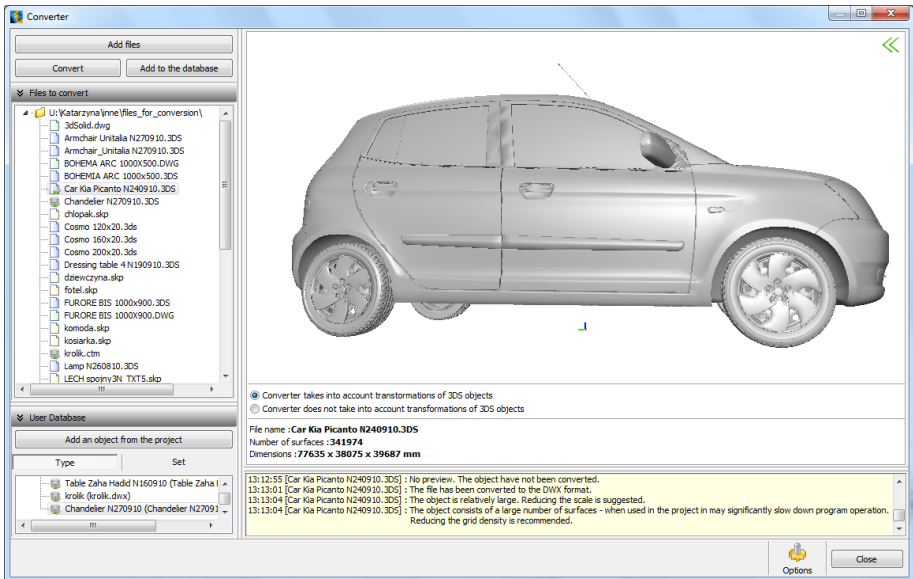 Converter
Add files
Convert
Add to the database
Files to convert
U:\Katarzyna\inne\files_for_conversion\
3dSolid.dwg
Armchair Unitalia N270910.3DS
Armchair_Unitalia N270910.3DS
BOHEMA ARC 1000X500.DWG
BOHEMIA ARC 1000x500.3DS
Car Kia Picanto N240910.3DS
Chandelier N270910.3DS
chlopak.skp
Cosmo 120x20.3ds
Cosmo 160x20.3ds
Cosmo 200x20.3ds
Dressing table 4 N190910.3DS
dziewczyna.skp
fotel.skp
FURORE BIS 1000x900.3DS
FURORE BIS 1000X900.DWG
komoda.skp
kosiarka.skp
krolik.ctm
Lamp N260810.3DS
LECH spojny3N_TXT5.skp
User Database
Add an object from the project
Type
Set
Table Zaha Hadid N160910 (Table Zaha
krolik (krolik.dwx)
Chandelier N270910 (Chandelier N27091
Converter takes into account transtormations of 3DS objects
Converter does not take into account transfomations of 3DS objects
File name :Car Kia Picanto N240910.3DS
Number of surfaces :341974
Dimensions :77635 x 38075 x 39687 mm
13:12:55 [Car Kia Picanto N240910.3DS] : No preview. The object have not been converted.
13:13:01 [Car Kia Picanto N240910.3DS] : The file has been converted to the DWX format.
13:13:04 [Car Kia Picanto N240910.3DS] : The object is relatively large. Reducing the scale is suggested.
13:13:04 [Car Kia Picanto N240910.3DS] : The object consists of a large number of surfaces - when used in the project in may significantly slow down program operation.
Reducing the grid density is recommended.
Options
Close